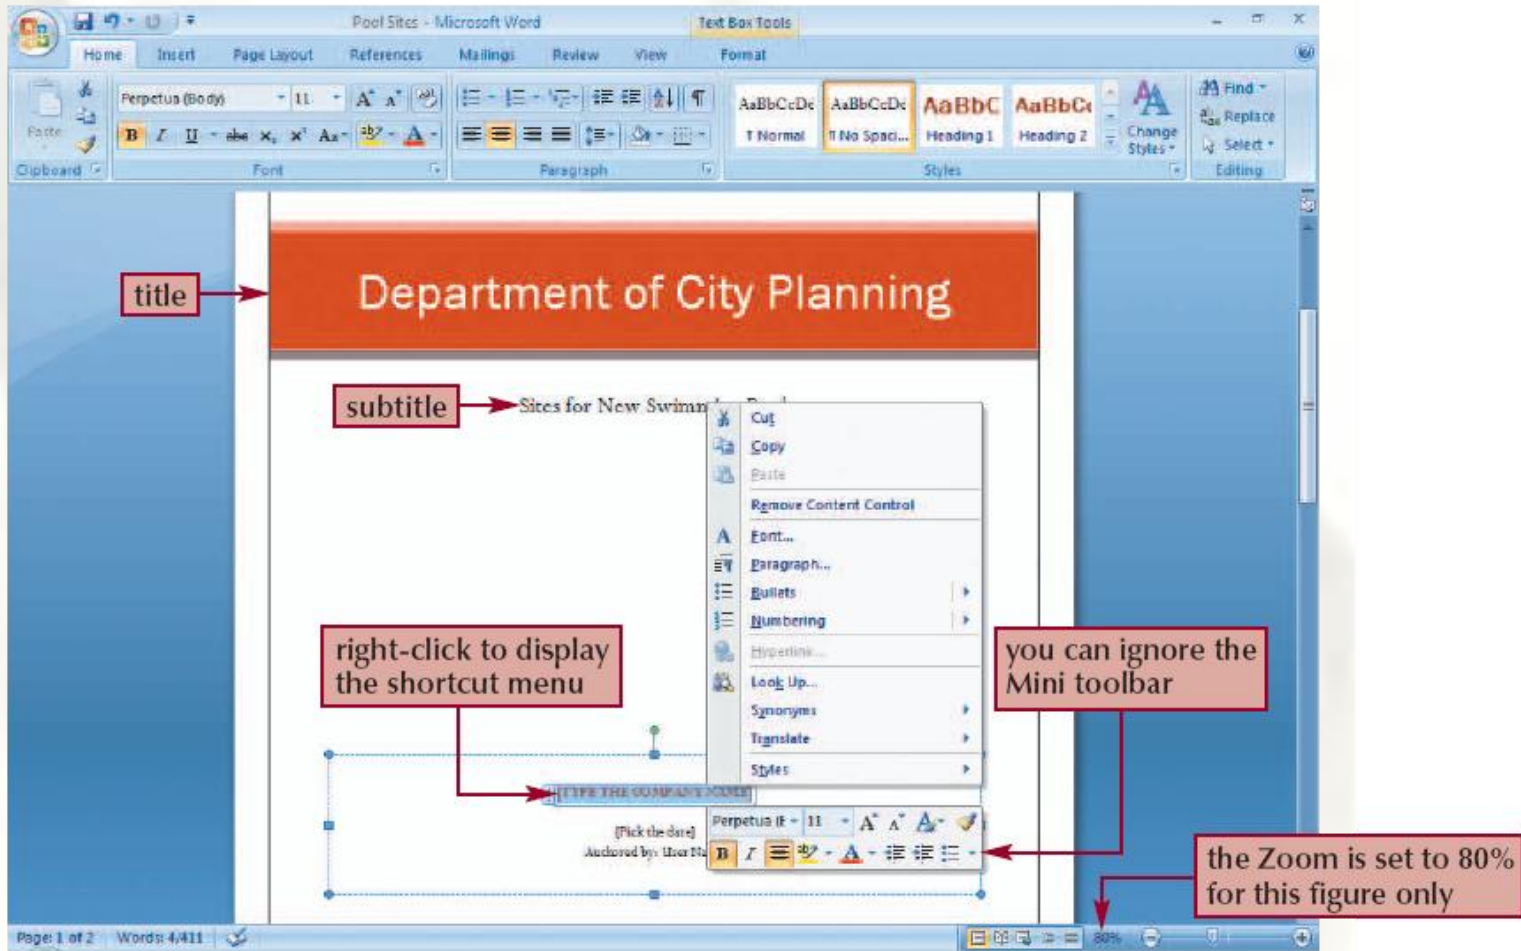 Pool Sites - Microsoft Word
Text Box Tools
Home Insert Page Layout References Mailings Review View Format
Perpetua (Body) 11
Paste
B I U abe x₂ x² Aa A
AaBbCcDc AaBbCcDc AaBbC AaBbCc
¶ Normal ¶ No Spaci... Heading 1 Heading 2
Change Styles
Find
Replace
Select
Clipboard Font Paragraph Styles Editing
title
Department of City Planning
subtitle
Sites for New Swimm
Cut
Copy
Paste
Remove Content Control
Font...
Paragraph...
Bullets
Numbering
Hyperlink...
Look Up...
Synonyms
Translate
Styles
right-click to display
the shortcut menu
you can ignore the
Mini toolbar
[TYPE THE COMPANY NAME]
[Pick the date]
Authored by: User Na
Perpetua (E 11 A A A
B I A
the Zoom is set to 80%
for this figure only
Page: 1 of 2 Words: 4/411
80%